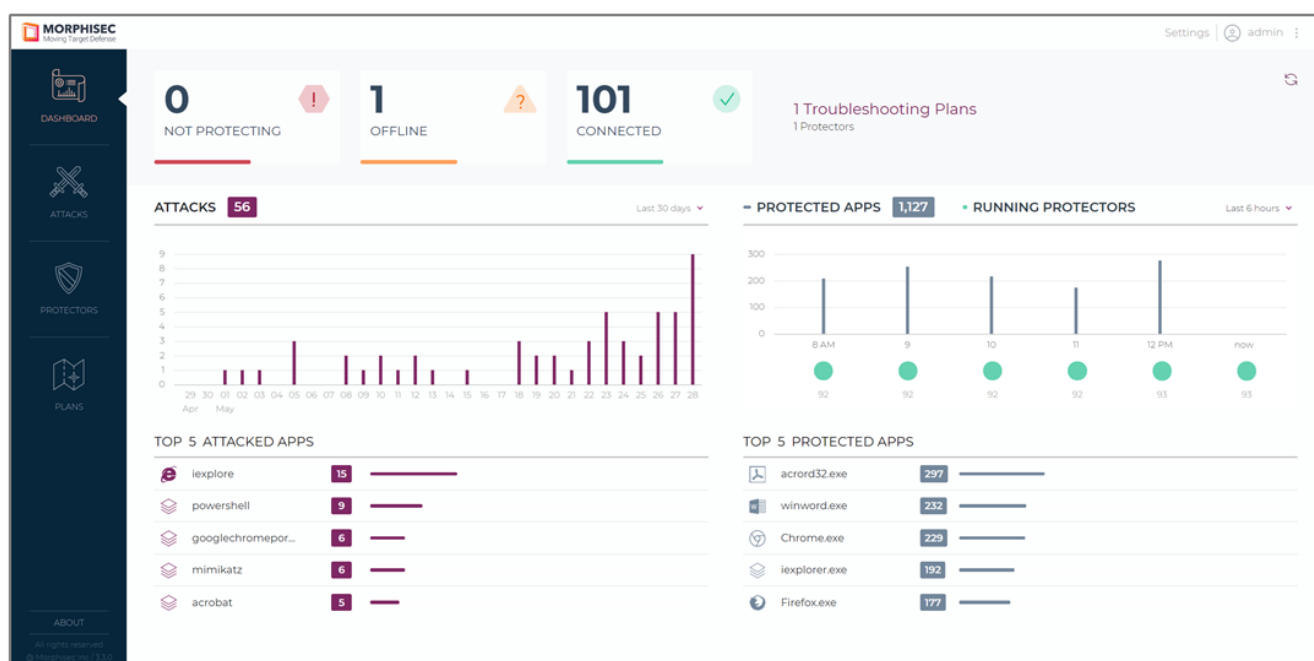 MORPHISEC
Moving Target Defense
Settings admin
DASHBOARD
ATTACKS
PROTECTORS
PLANS
ABOUT
All rights reserved
@ Morphisec Inc / 3.3.0
0
NOT PROTECTING
!
1
OFFLINE
?
101
CONNECTED
1 Troubleshooting Plans
1 Protectors
ATTACKS 56 Last 30 days
9
8
7
6
5
4
3
2
1
0
29 30 01 02 03 04 05 06 07 08 09 10 11 12 13 14 15 16 17 18 19 20 21 22 23 24 25 26 27 28
Apr May
PROTECTED APPS 1,127 RUNNING PROTECTORS Last 6 hours
300
200
100
0
8 AM 9 10 11 12 PM now
92 92 92 92 93 93
TOP 5 ATTACKED APPS
iexplore 15
powershell 9
googlechromepor... 6
mimikatz 6
acrobat 5
TOP 5 PROTECTED APPS
acrord32.exe 297
winword.exe 232
Chrome.exe 229
iexplorer.exe 192
Firefox.exe 177